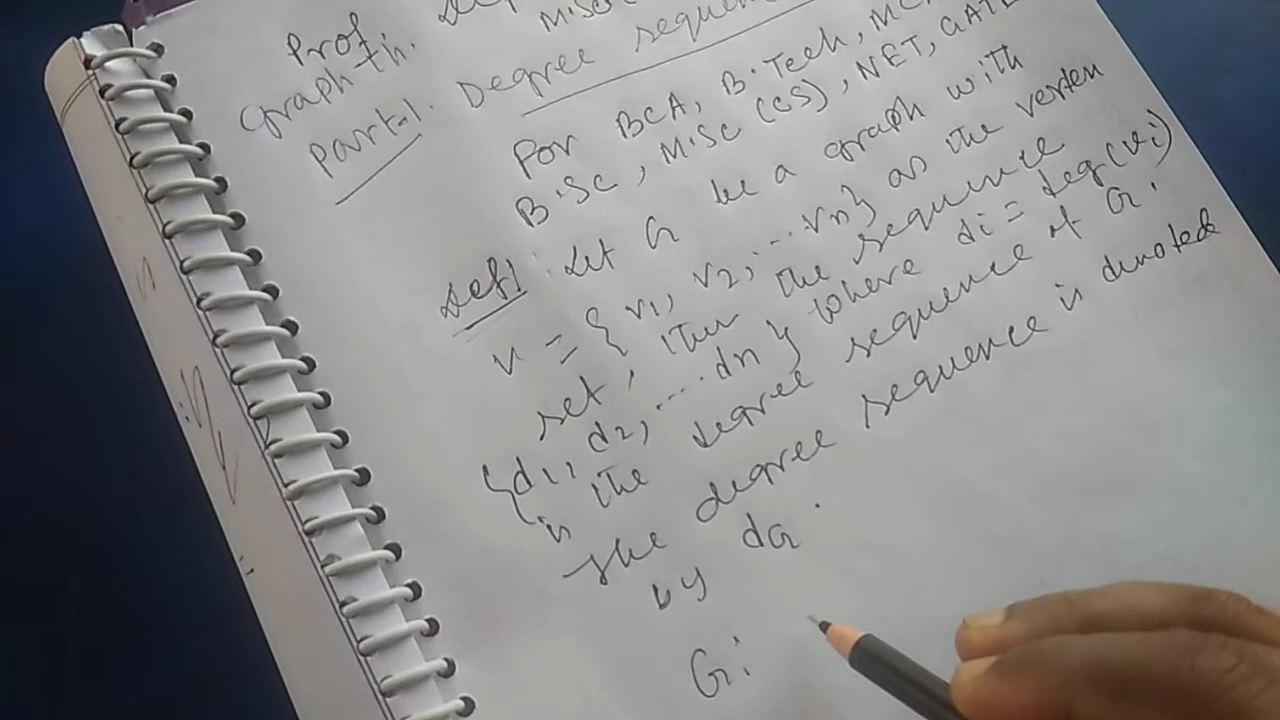 Prof
Graph Th. M.Sc
Part-1. Degree sequence
For BCA, B.Tech, MCA
B.Sc, M.Sc (CS), NET, GATE
Def1: Let G be a graph with
V = {v1, v2, ... vn} as the vertex
set, then the sequence
{d1, d2, ... dn} where di = deg(vi)
is the degree sequence of G.
The degree sequence is denoted
by dG.
G: